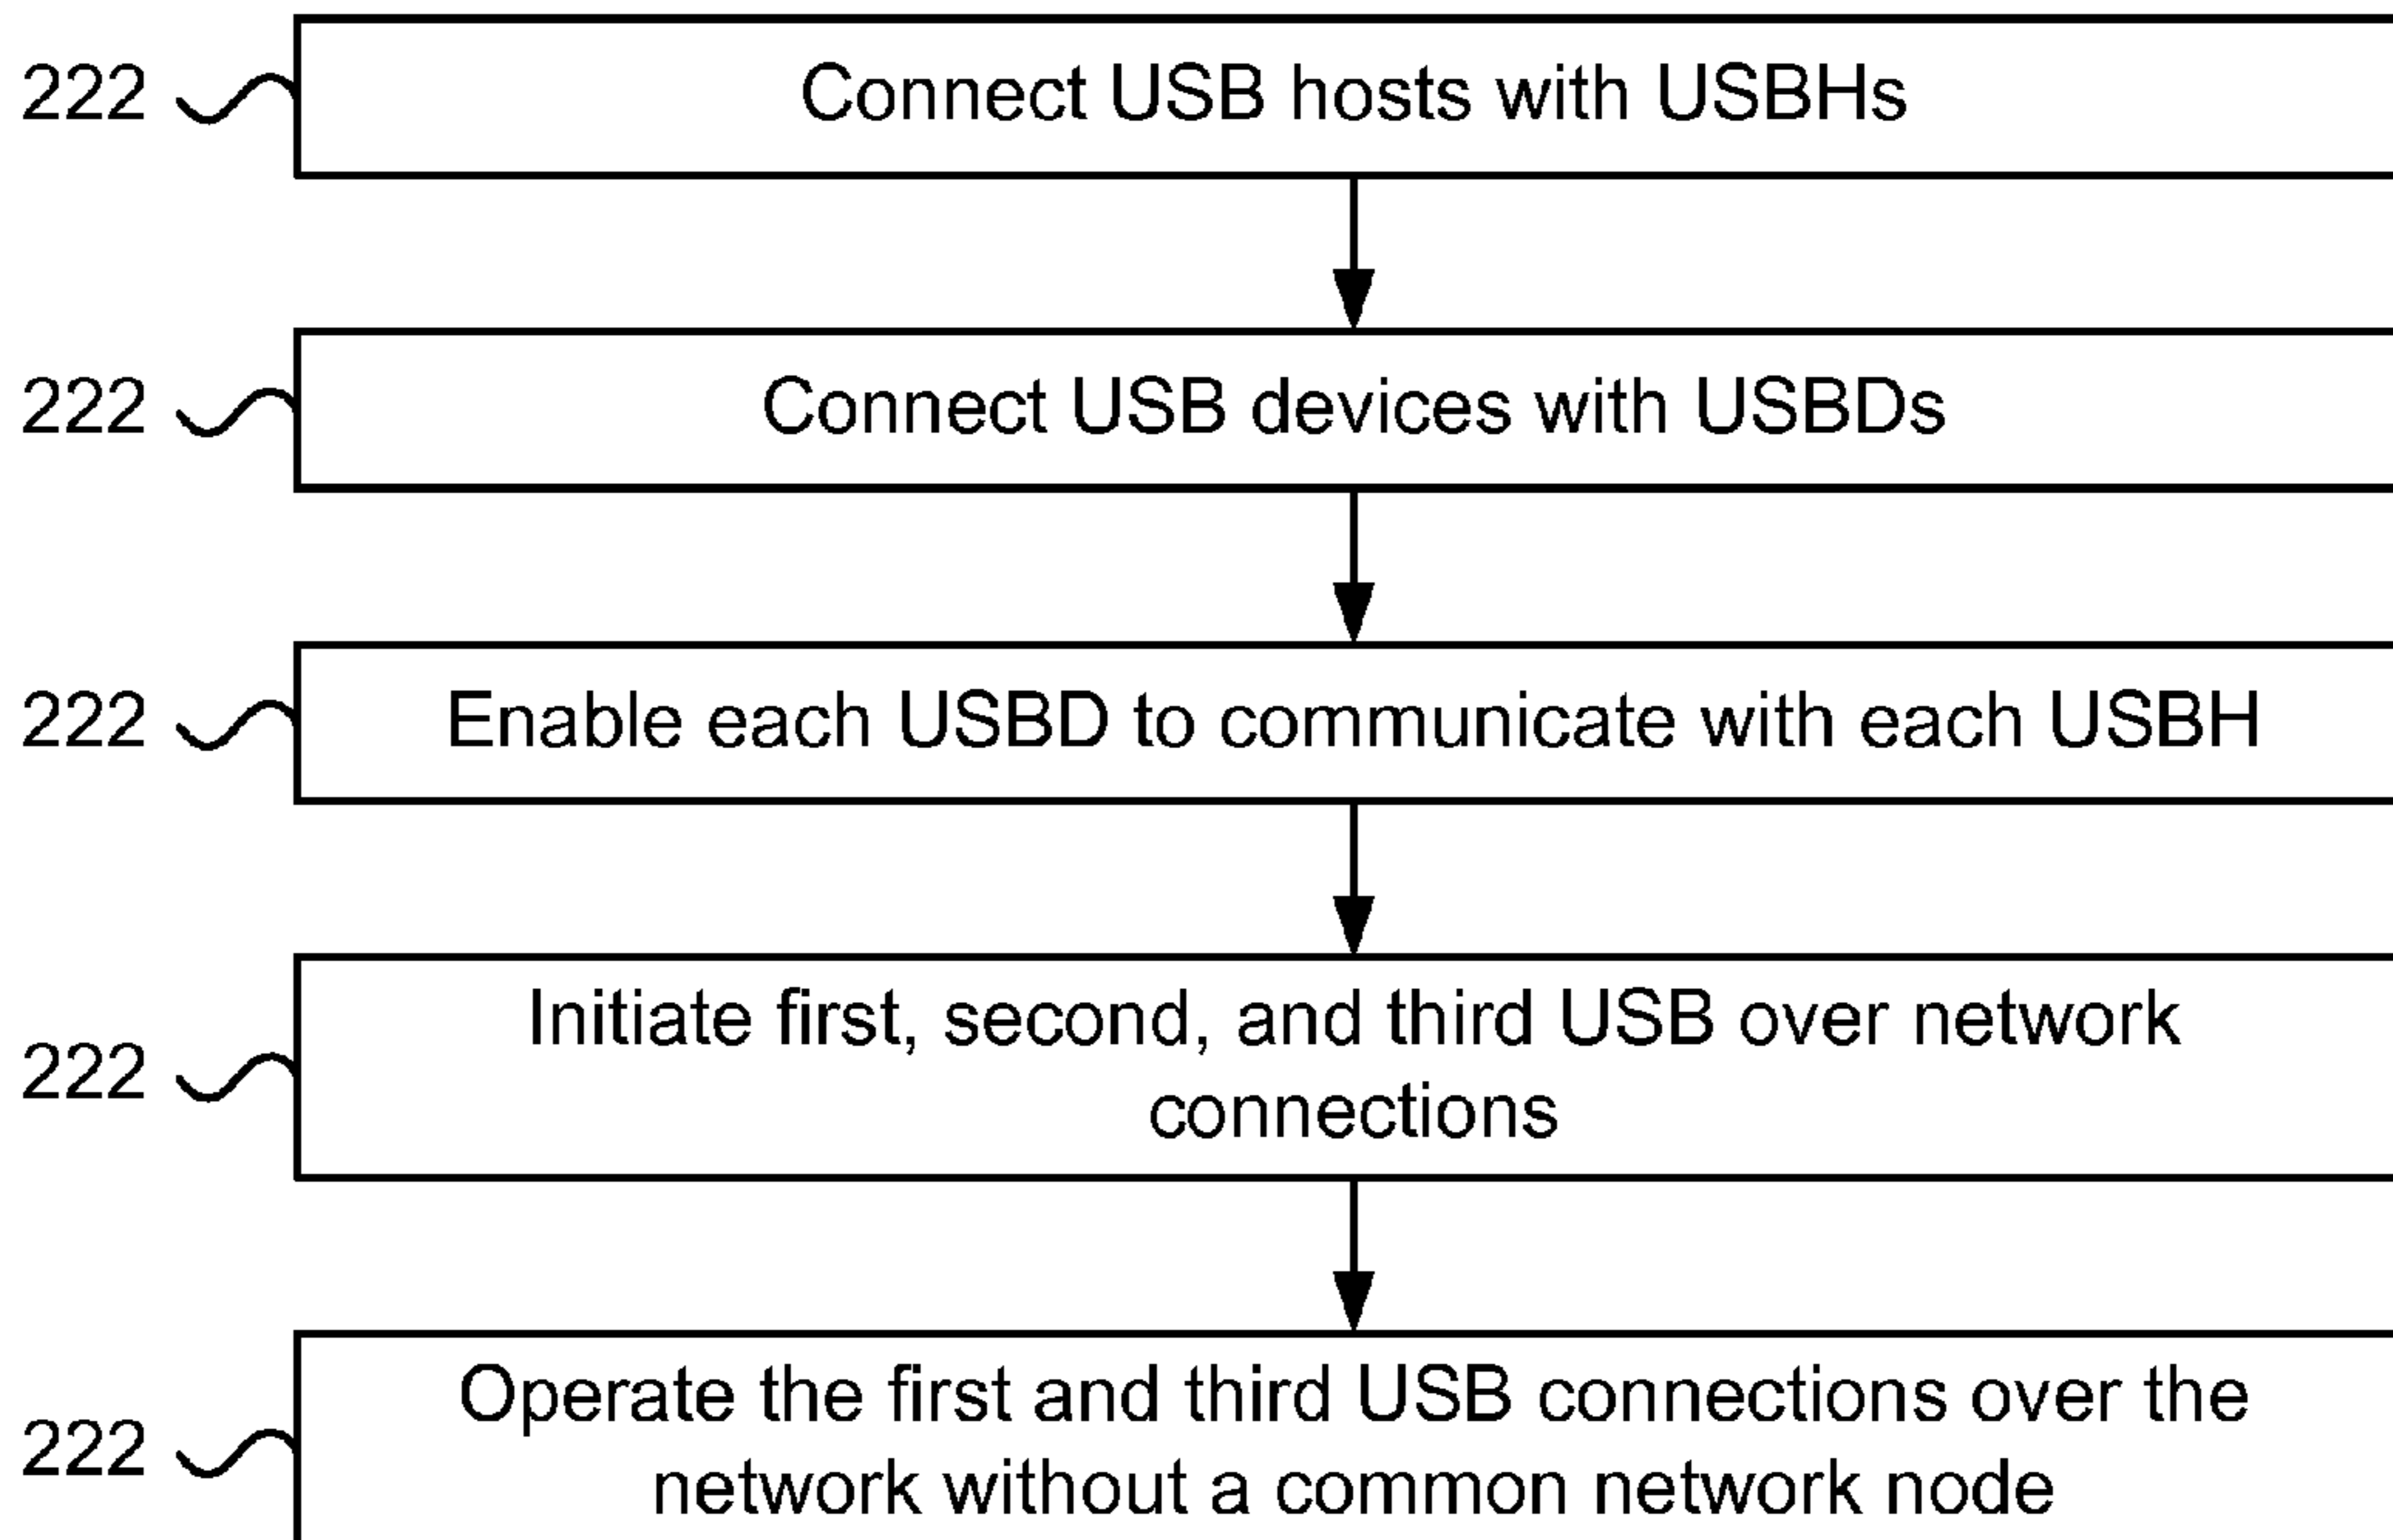 222 Connect USB hosts with USBHs
222 Connect USB devices with USBDs
222 Enable each USBD to communicate with each USBH
Initiate first, second, and third USB over network
222 connections
Operate the first and third USB connections over the
222 network without a common network node